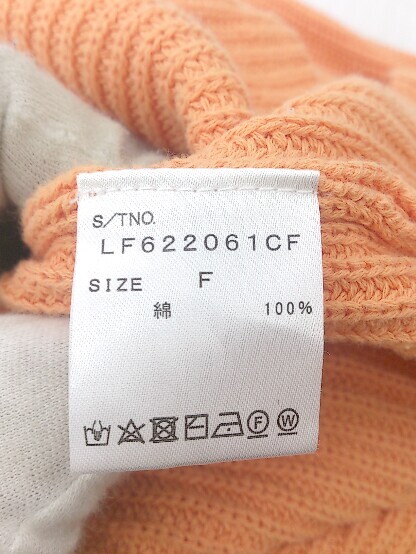 S/TNO.
LF622061CF
SIZE F
綿 100%
F W